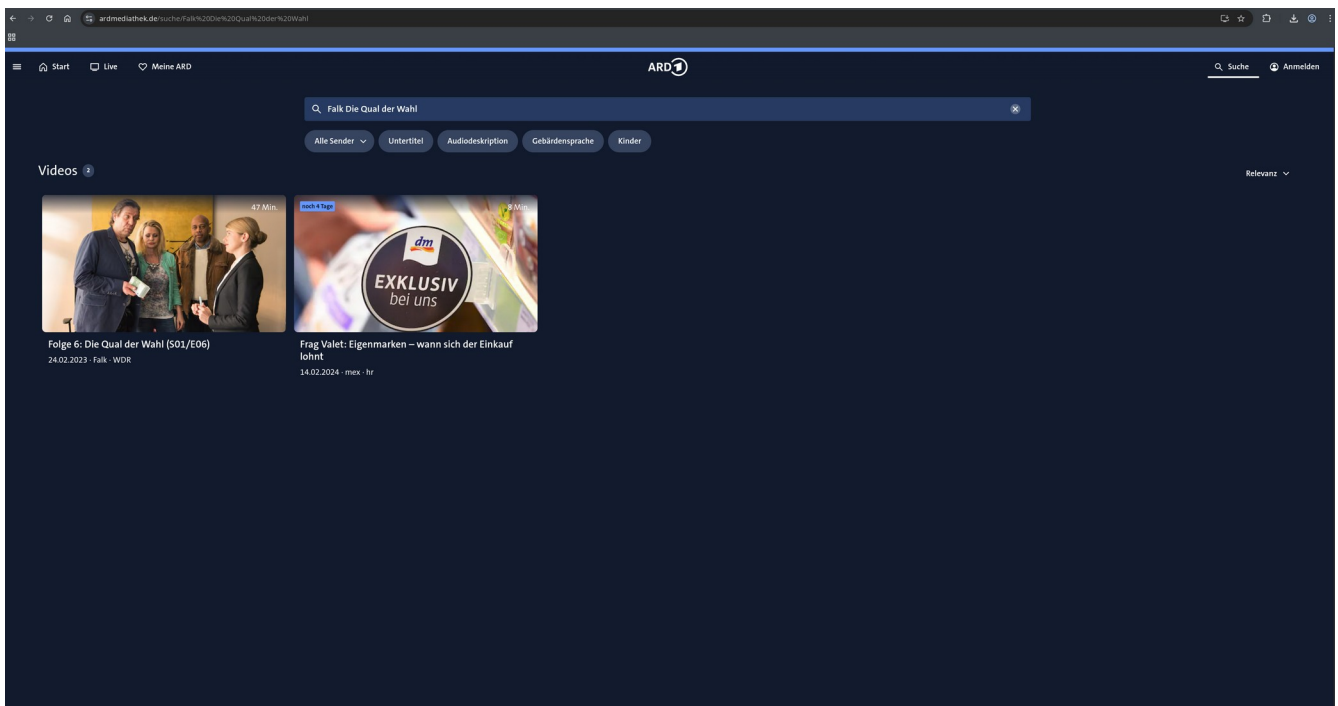 ardmediathek.de/suche/Falk%20Die%20Qual%20der%20Wahl
Start Live Meine ARD
ARD 1
Suche Anmelden
Falk Die Qual der Wahl
Alle Sender Untertitel Audiodeskription Gebärdensprache Kinder
Videos 2
Relevanz
47 Min.
noch 4 Tage
8 Min.
dm
EXKLUSIV
bei uns
Folge 6: Die Qual der Wahl (S01/E06)
24.02.2023 · Falk · WDR
Frag Valet: Eigenmarken – wann sich der Einkauf
lohnt
14.02.2024 · mex · hr